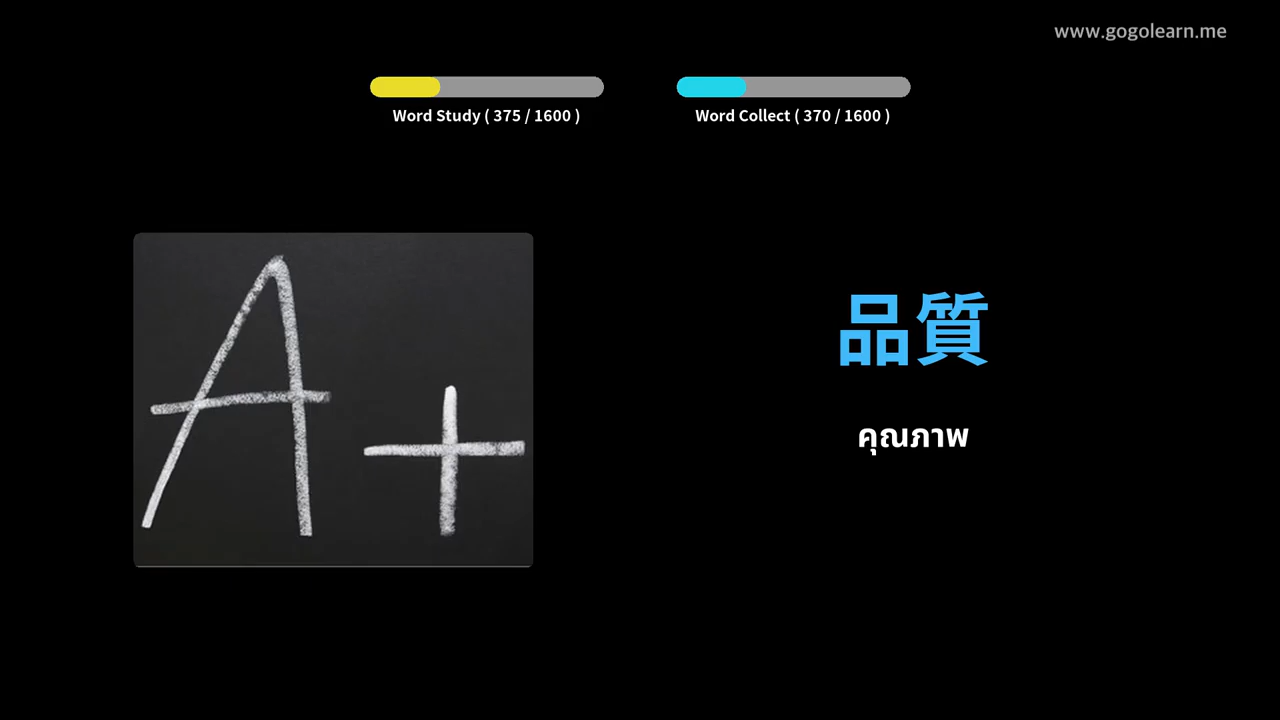 www.gogolearn.me
Word Study ( 375 / 1600 )
Word Collect ( 370 / 1600 )
A+
品質
คุณภาพ